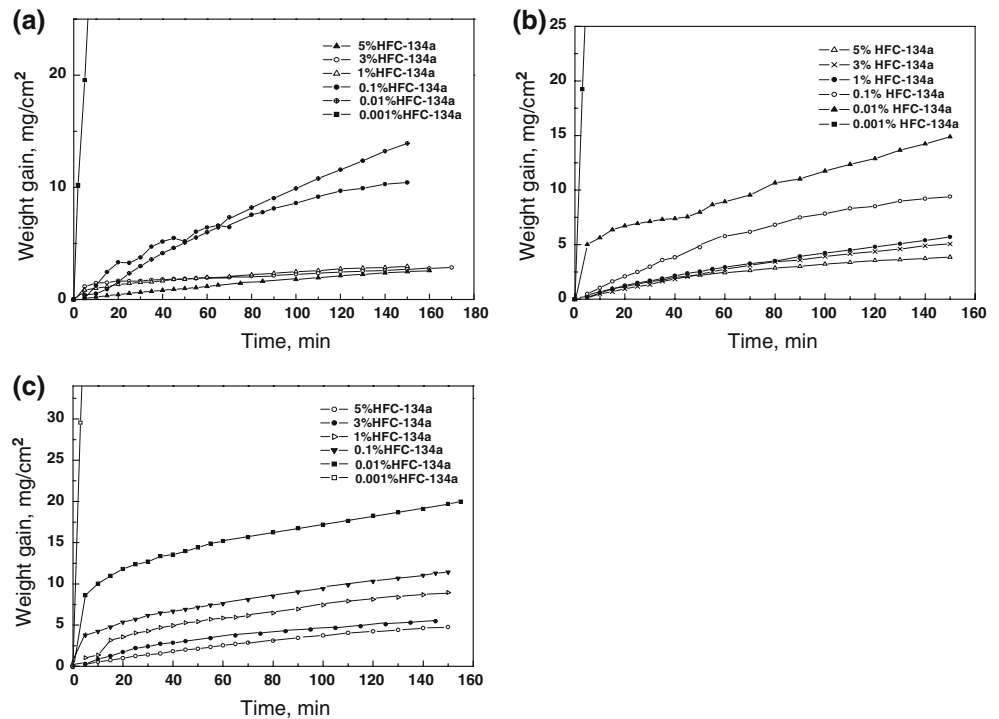 (a)
Weight gain, mg/cm²
20
10
0
0 20 40 60 80 100 120 140 160 180
Time, min
5%HFC-134a
3%HFC-134a
1%HFC-134a
0.1%HFC-134a
0.01%HFC-134a
0.001%HFC-134a
(b)
Weight gain, mg/cm²
25
20
15
10
5
0
0 20 40 60 80 100 120 140 160
Time, min
5% HFC-134a
3% HFC-134a
1% HFC-134a
0.1% HFC-134a
0.01% HFC-134a
0.001% HFC-134a
(c)
Weight gain, mg/cm²
30
25
20
15
10
5
0
0 20 40 60 80 100 120 140 160
Time, min
5%HFC-134a
3%HFC-134a
1%HFC-134a
0.1%HFC-134a
0.01%HFC-134a
0.001%HFC-134a